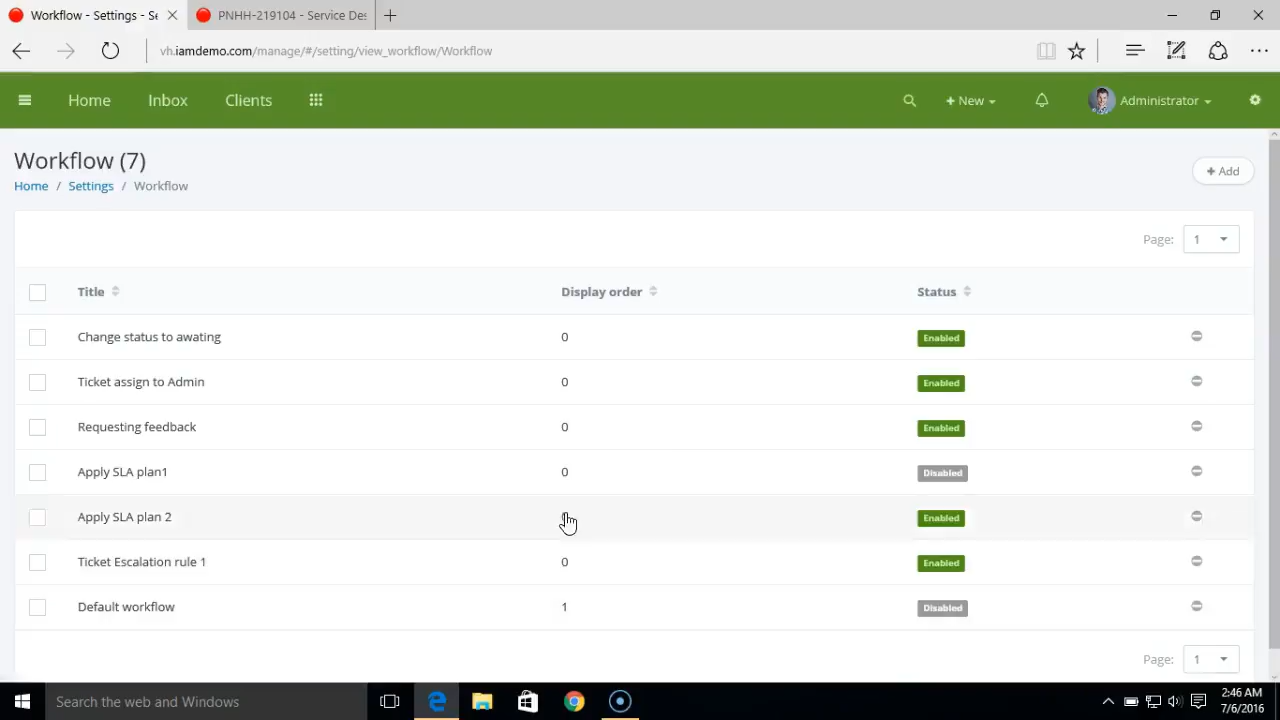 Workflow - Settings - Se
PNHH-219104 - Service Des
vh.iamdemo.com/manage/#/setting/view_workflow/Workflow
Home Inbox Clients + New Administrator
Workflow (7)
Home / Settings / Workflow
+ Add
Page: 1
Title Display order Status
Change status to awating 0 Enabled
Ticket assign to Admin 0 Enabled
Requesting feedback 0 Enabled
Apply SLA plan1 0 Disabled
Apply SLA plan 2 Enabled
Ticket Escalation rule 1 0 Enabled
Default workflow 1 Disabled
Page: 1
Search the web and Windows
2:46 AM
7/6/2016